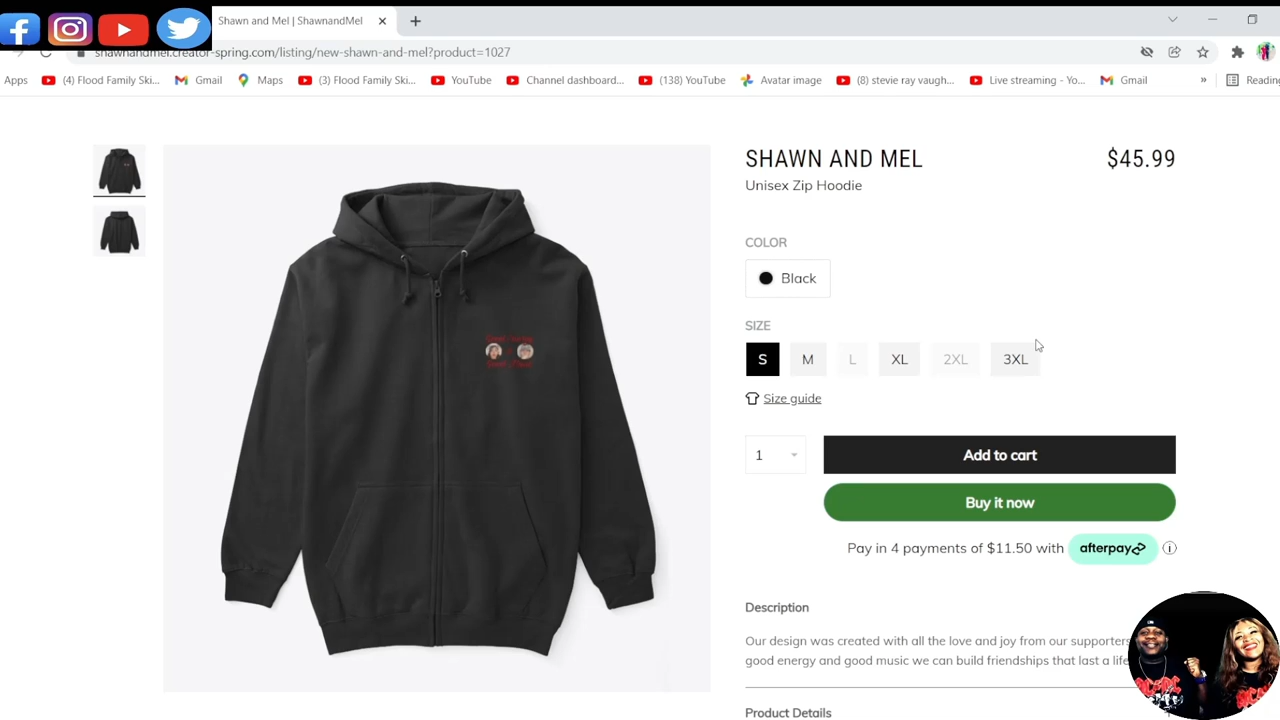 Shawn and Mel | ShawnandMel
shawnandmel.creator-spring.com/listing/new-shawn-and-mel?product=1027
Apps (4) Flood Family Ski... Gmail Maps (3) Flood Family Ski... YouTube Channel dashboard... (138) YouTube Avatar image (8) stevie ray vaugh... Live streaming - Yo... Gmail » Reading
SHAWN AND MEL $45.99
Unisex Zip Hoodie
COLOR
Black
SIZE
S M L XL 2XL 3XL
Size guide
1 Add to cart
Buy it now
Pay in 4 payments of $11.50 with afterpay
Description
Our design was created with all the love and joy from our supporters
good energy and good music we can build friendships that last a life
Product Details